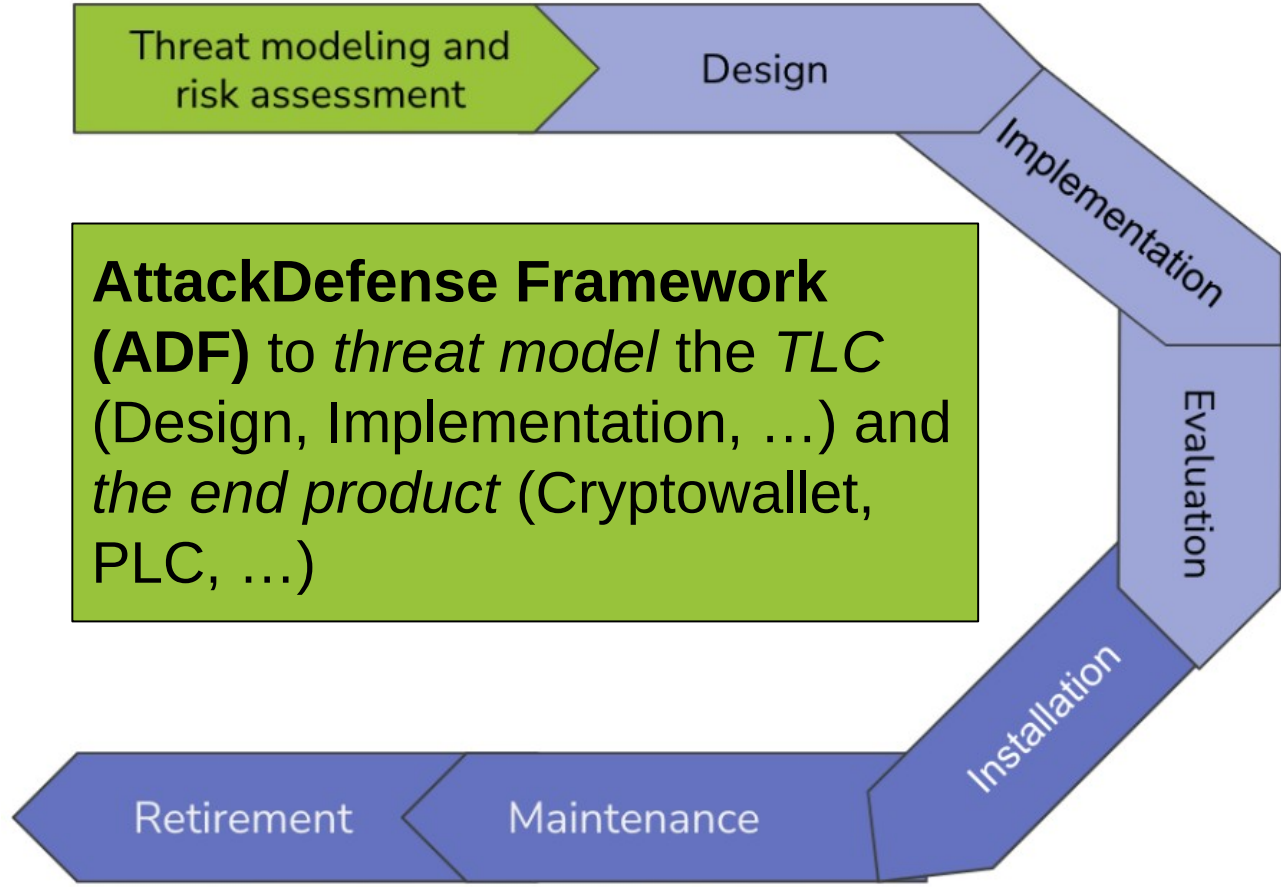 Threat modeling and
risk assessment
Design
Implementation
Evaluation
Installation
Maintenance
Retirement
AttackDefense Framework
(ADF) to threat model the TLC
(Design, Implementation, …) and
the end product (Cryptowallet,
PLC, …)